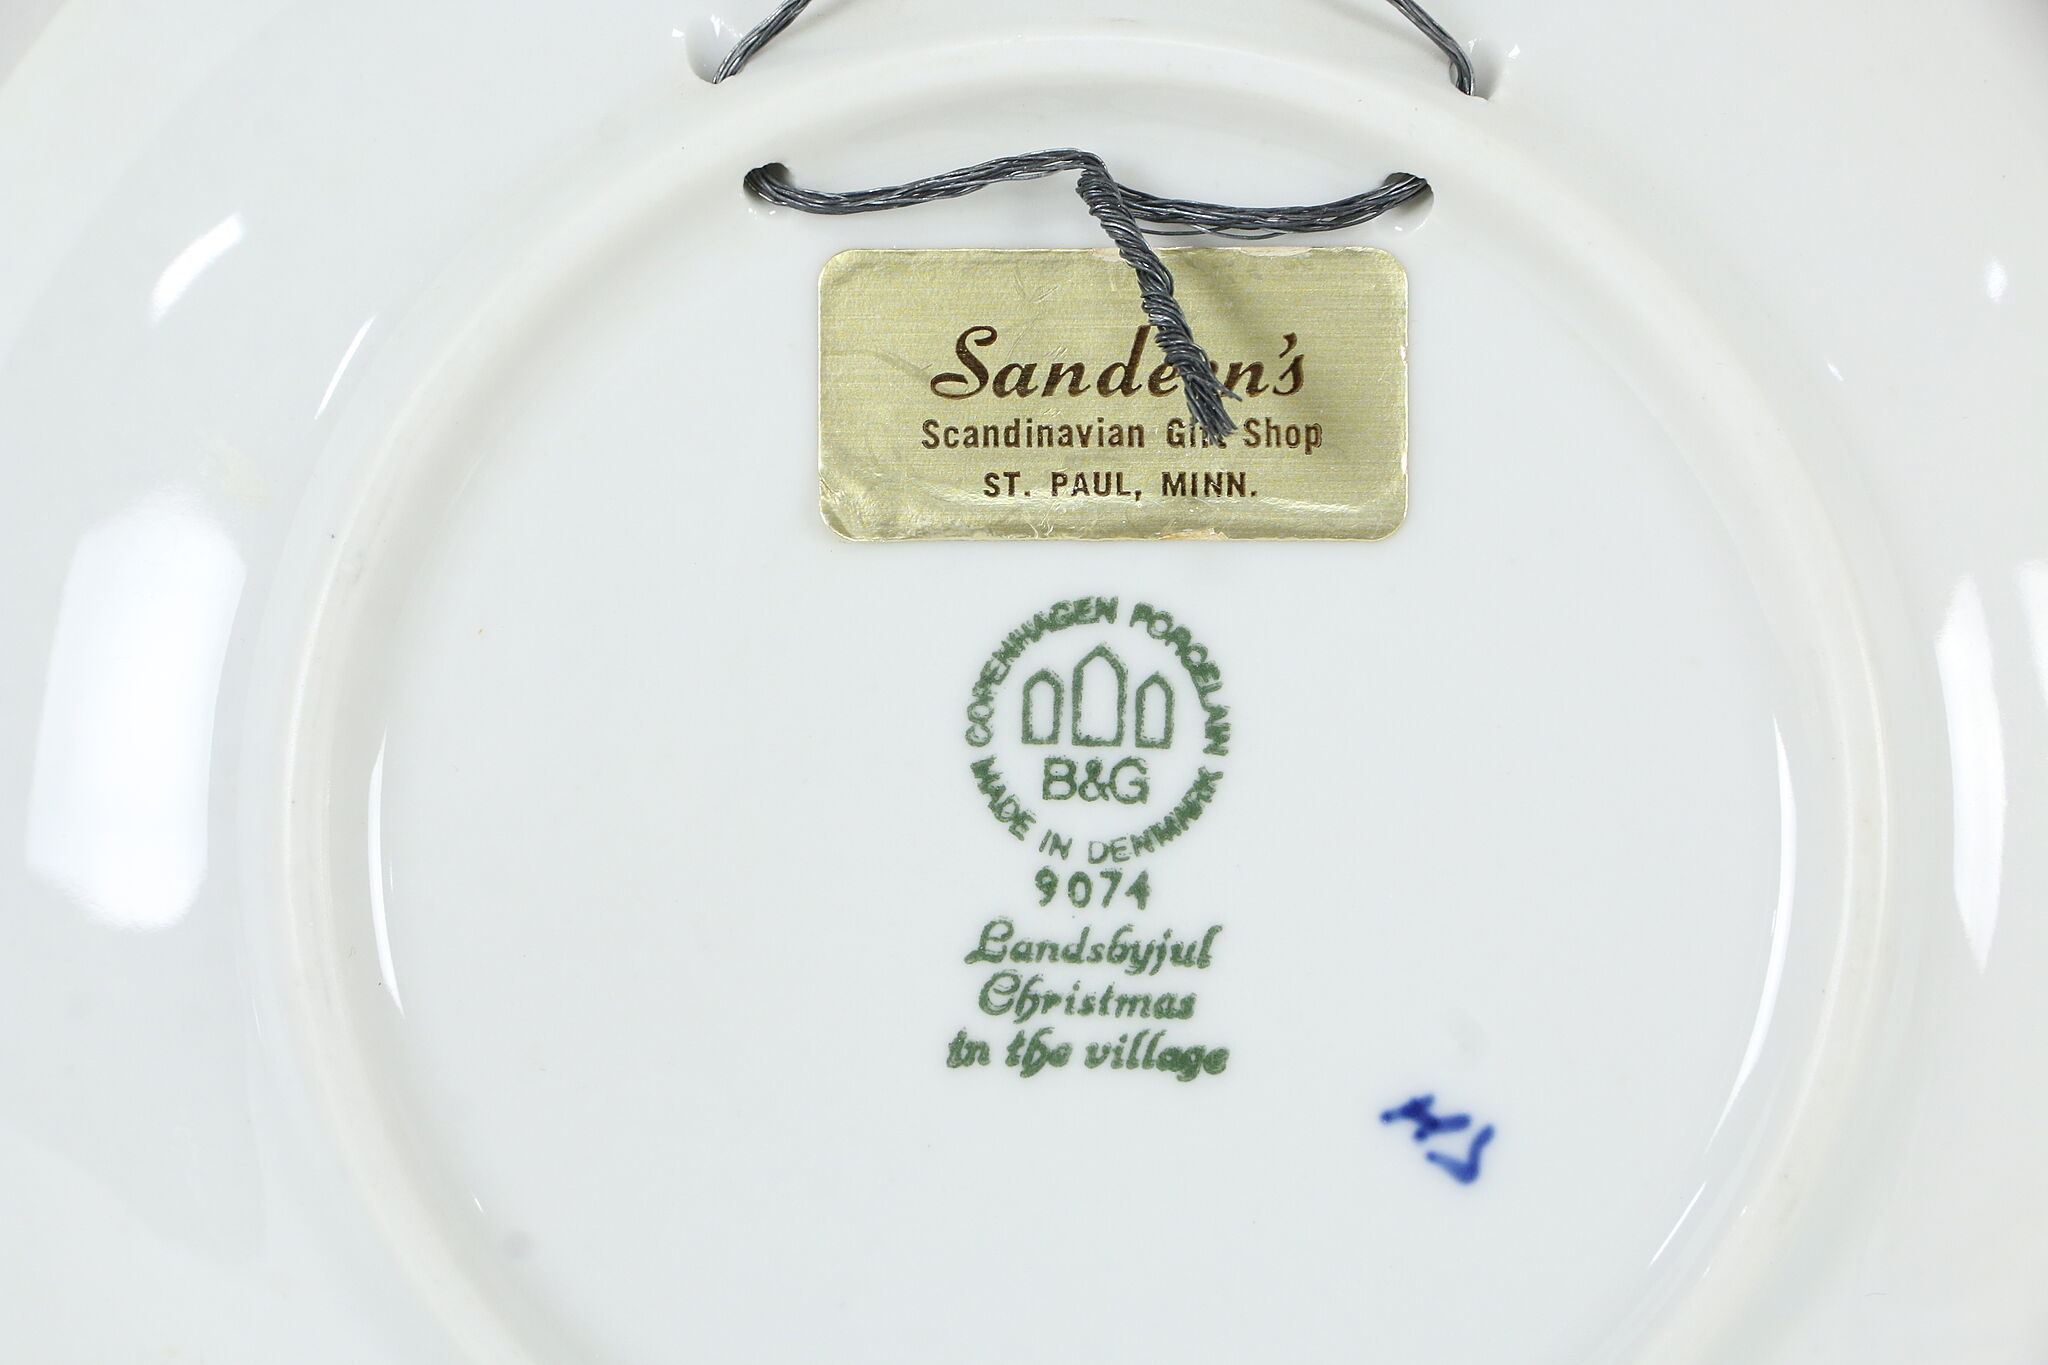 Sandeen's
Scandinavian Gift Shop
ST. PAUL, MINN.
COPENHAGEN PORCELAIN
B&G
MADE IN DENMARK
9074
Landsbyjul
Christmas
in the village